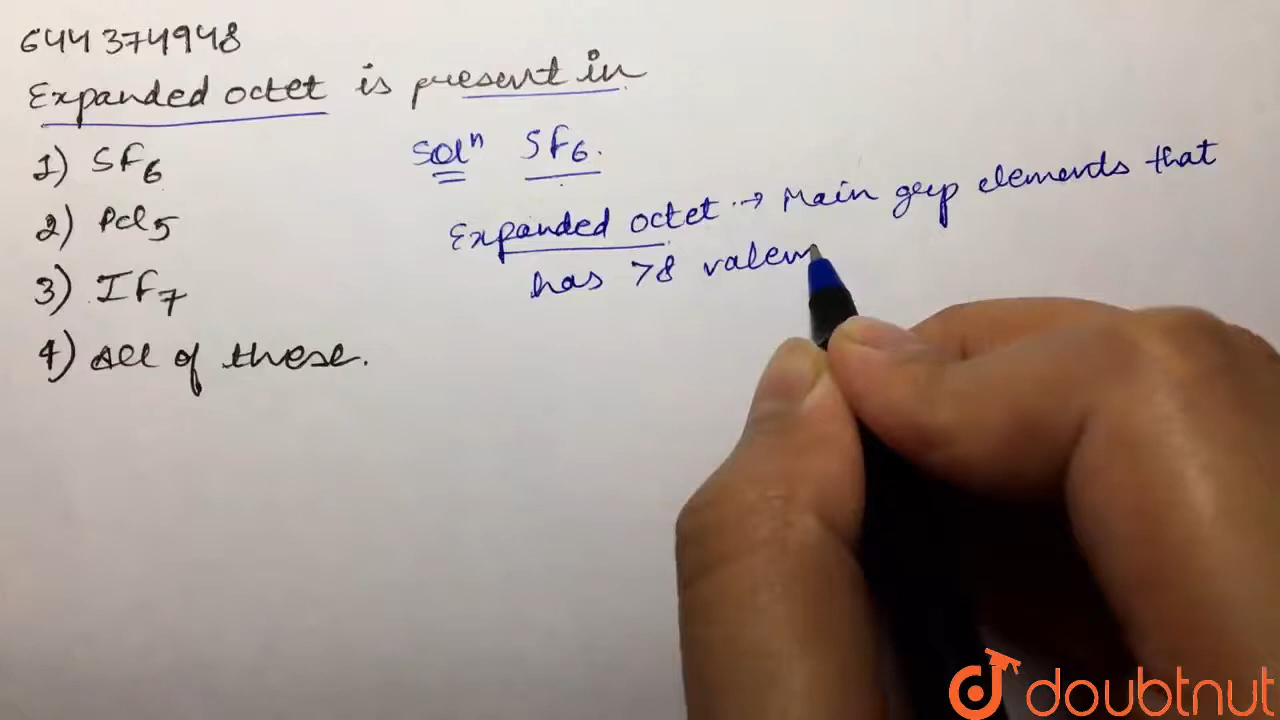 644374948
Expanded octet is present in
1) SF6
2) PCl5
3) IF7
4) All of these.
Soln SF6.
Expanded octet → Main grp elements that
has >8 valen
doubtnut